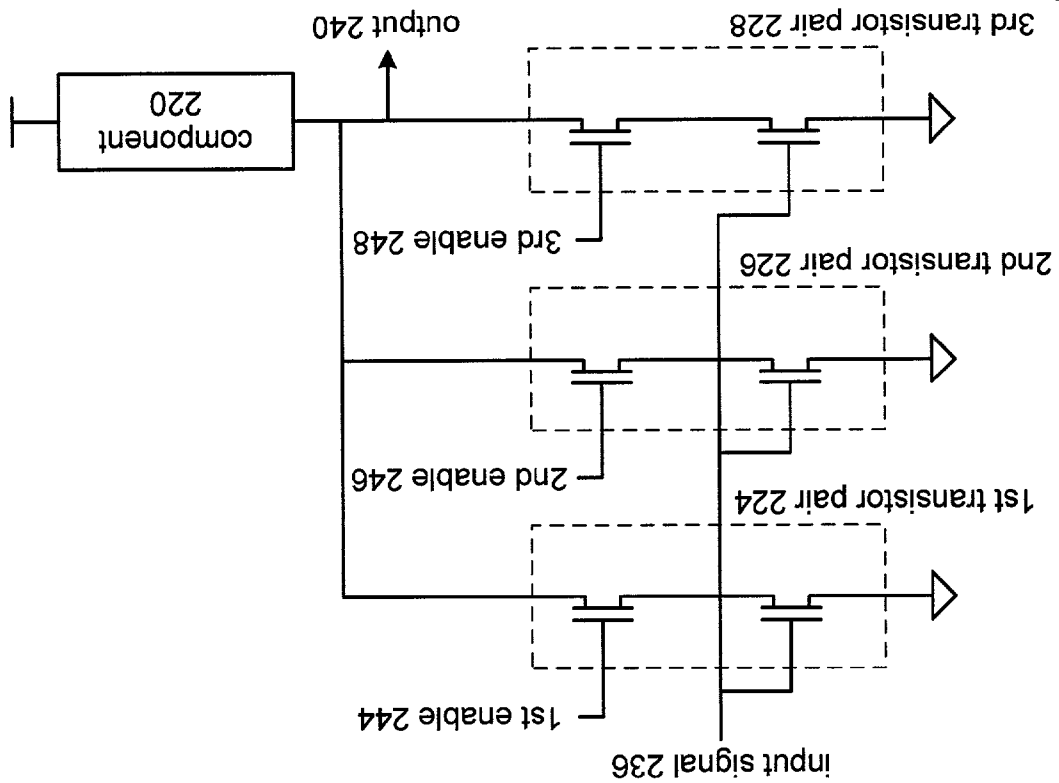 input signal 236
1st enable 244
1st transistor pair 224
2nd enable 246
2nd transistor pair 226
3rd enable 248
3rd transistor pair 228
component
220
output 240